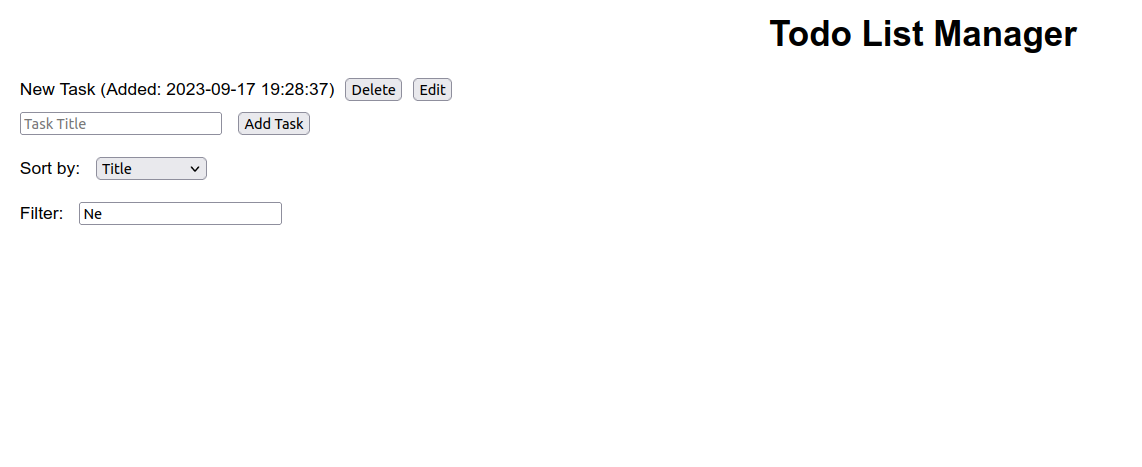 Todo List Manager
New Task (Added: 2023-09-17 19:28:37) Delete Edit
Task Title Add Task
Sort by: Title
Filter: Ne